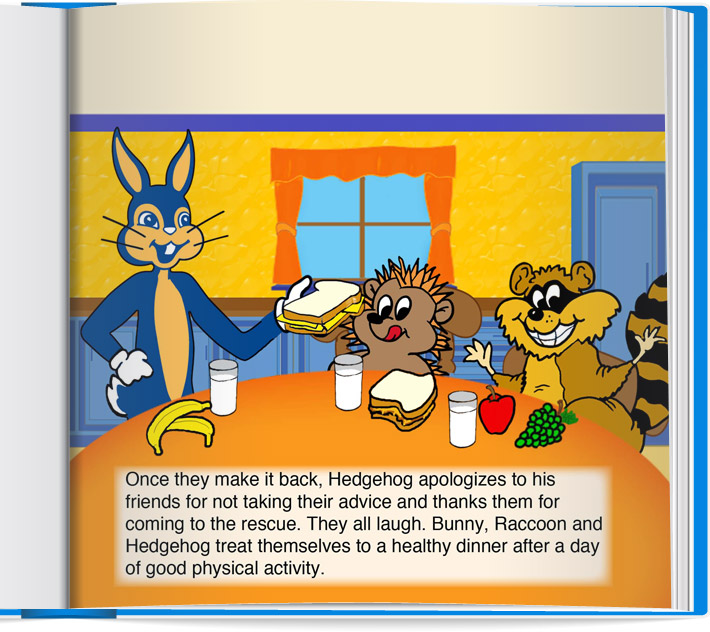 Once they make it back, Hedgehog apologizes to his
friends for not taking their advice and thanks them for
coming to the rescue. They all laugh. Bunny, Raccoon and
Hedgehog treat themselves to a healthy dinner after a day
of good physical activity.